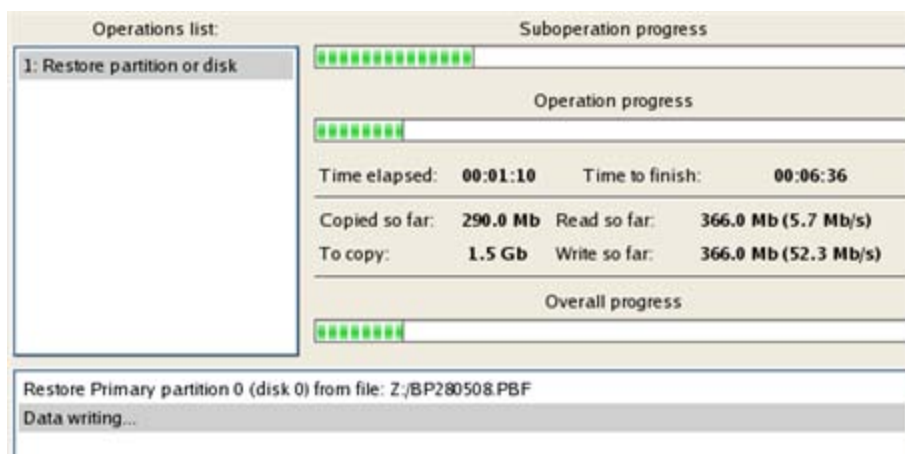 Operations list:
1: Restore partition or disk
Suboperation progress
Operation progress
Time elapsed: 00:01:10 Time to finish: 00:06:36
Copied so far: 290.0 Mb Read so far: 366.0 Mb (5.7 Mb/s)
To copy: 1.5 Gb Write so far: 366.0 Mb (52.3 Mb/s)
Overall progress
Restore Primary partition 0 (disk 0) from file: Z:/BP280508.PBF
Data writing...